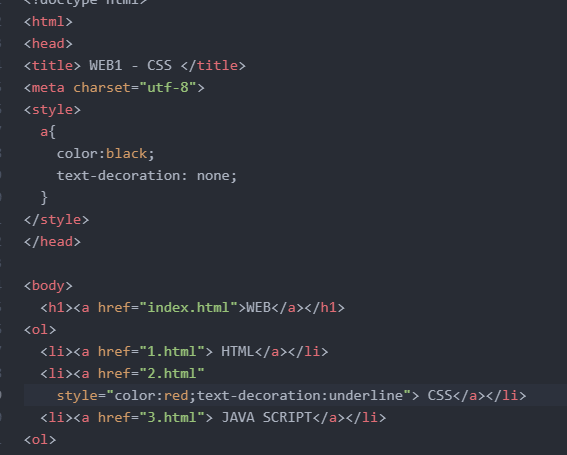 <!doctype html>
<html>
<head>
<title> WEB1 - CSS </title>
<meta charset="utf-8">
<style>
  a{
    color:black;
    text-decoration: none;
  }
</style>
</head>

<body>
  <h1><a href="index.html">WEB</a></h1>
<ol>
  <li><a href="1.html"> HTML</a></li>
  <li><a href="2.html"
    style="color:red;text-decoration:underline"> CSS</a></li>
  <li><a href="3.html"> JAVA SCRIPT</a></li>
<ol>